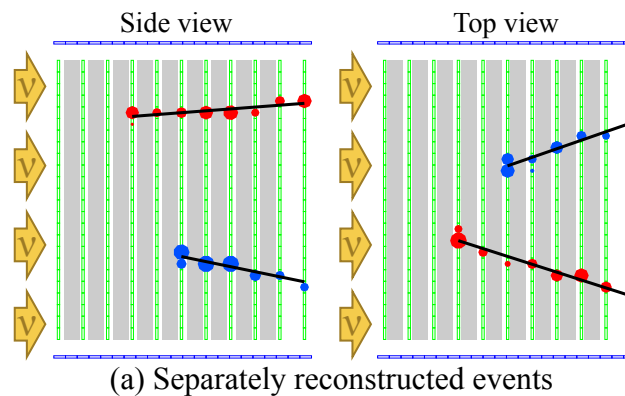 Side view
Top view
ν
ν
ν
ν
ν
ν
ν
ν
(a) Separately reconstructed events